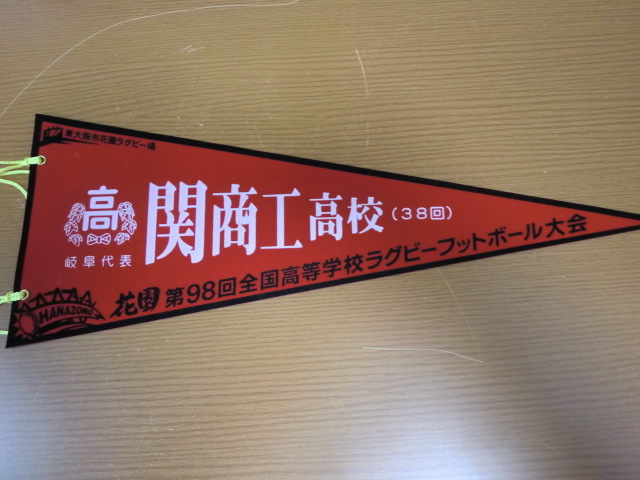 東大阪市花園ラグビー場
高
関商工高校(38回)
岐阜代表
HANAZONO
花園 第98回全国高等学校ラグビーフットボール大会